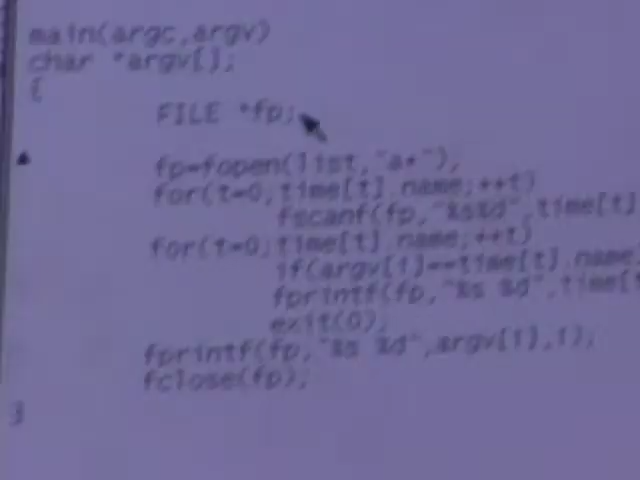 main(argc,argv)
char *argv[];
{
FILE *fp;
fp=fopen(list,"a+");
for(t=0;time[t].name;++t)
fscanf(fp,"%s%d",time[t]
for(t=0;time[t].name;++t)
if(argv[1]==time[t].name
fprintf(fp,"%s %d",time[t
exit(0);
fprintf(fp,"%s %d",argv[1],1);
fclose(fp);
}